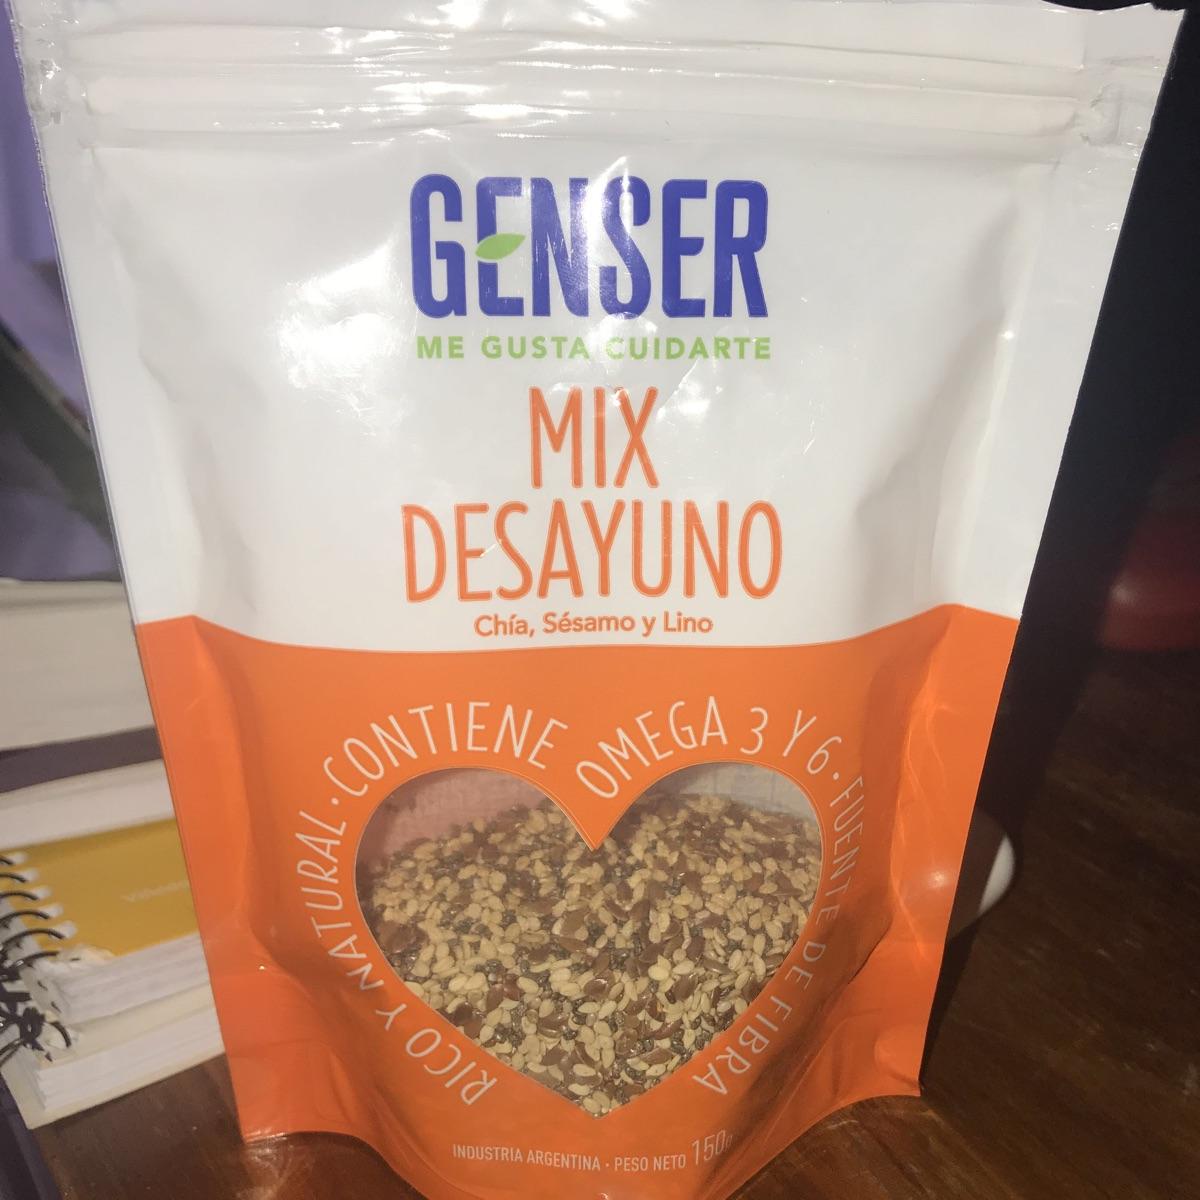 GENSER
ME GUSTA CUIDARTE
MIX
DESAYUNO
Chía, Sésamo y Lino
RICO Y NATURAL · CONTIENE OMEGA 3 Y 6 · FUENTE DE FIBRA
INDUSTRIA ARGENTINA · PESO NETO 150g